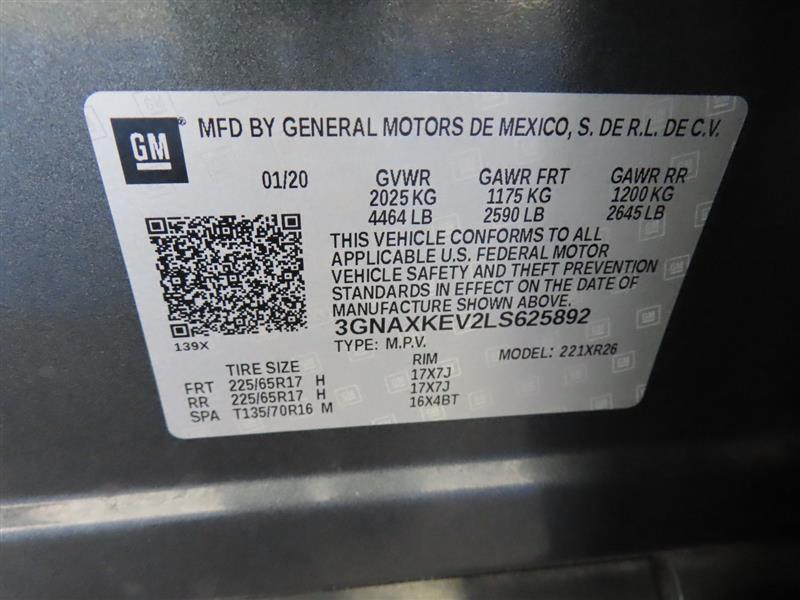 GM® MFD BY GENERAL MOTORS DE MEXICO, S. DE R.L. DE C.V.
01/20 GVWR GAWR FRT GAWR RR
2025 KG 1175 KG 1200 KG
4464 LB 2590 LB 2645 LB
THIS VEHICLE CONFORMS TO ALL
APPLICABLE U.S. FEDERAL MOTOR
VEHICLE SAFETY AND THEFT PREVENTION
STANDARDS IN EFFECT ON THE DATE OF
MANUFACTURE SHOWN ABOVE.
139X 3GNAXKEV2LS625892
TYPE: M.P.V. MODEL: 221XR26
TIRE SIZE RIM
FRT 225/65R17 H 17X7J
RR 225/65R17 H 17X7J
SPA T135/70R16 M 16X4BT